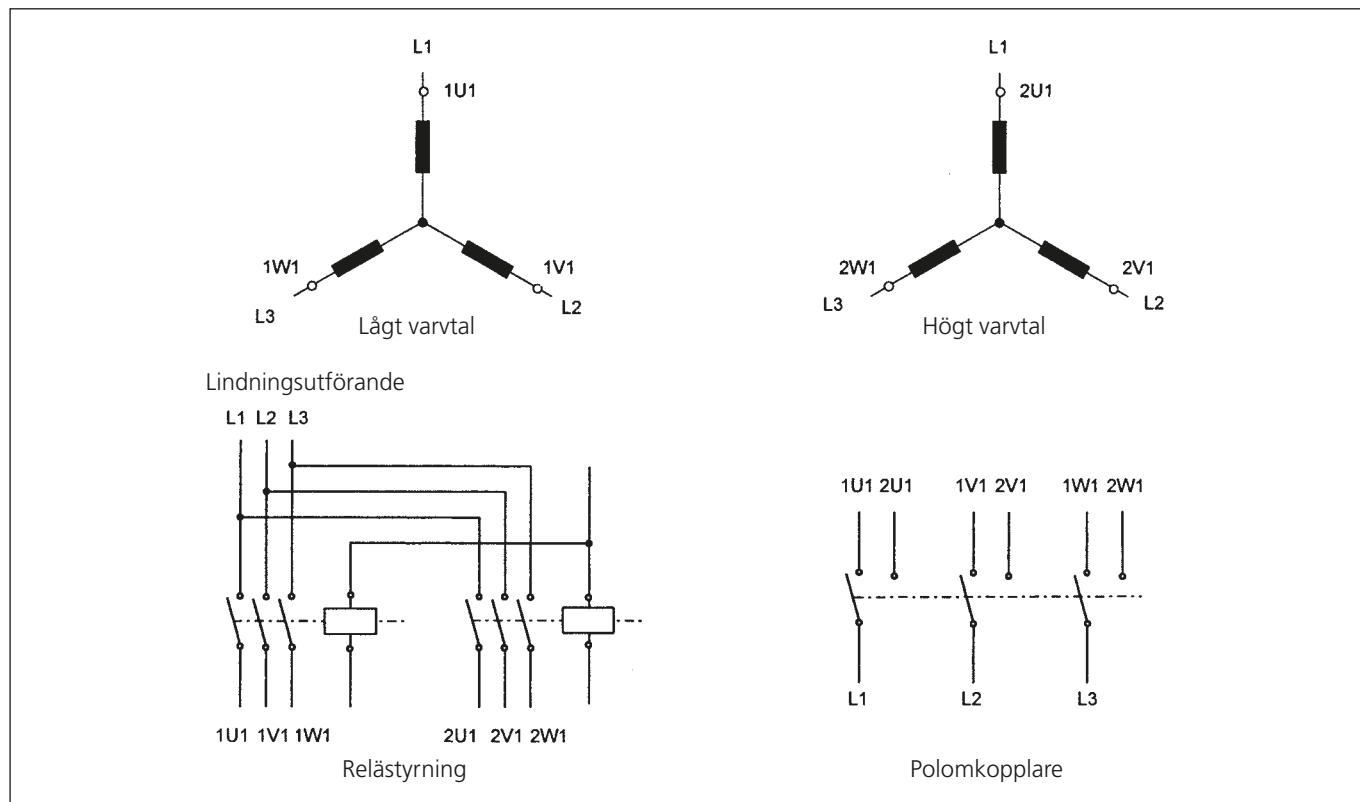 L1 L1
1U1 2U1
1W1 1V1 2W1 2V1
L3 L2 L3 L2
Lågt varvtal Högt varvtal
Lindningsutförande
L1 L2 L3
1U1 2U1 1V1 2V1 1W1 2W1
L1 L2 L3
1U1 1V1 1W1 2U1 2V1 2W1
Relästyrning Polomkopplare